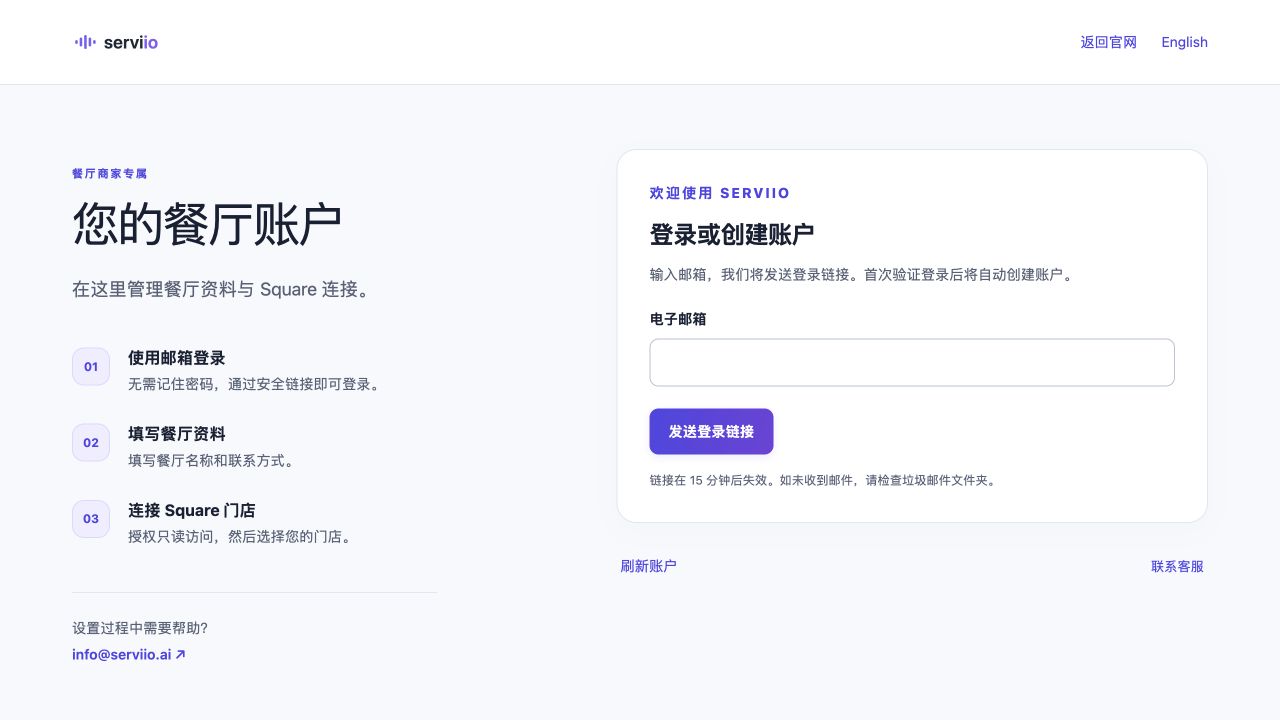 serviio
返回官网
English
餐厅商家专属
您的餐厅账户
在这里管理餐厅资料与 Square 连接。
01
使用邮箱登录
无需记住密码，通过安全链接即可登录。
02
填写餐厅资料
填写餐厅名称和联系方式。
03
连接 Square 门店
授权只读访问，然后选择您的门店。
设置过程中需要帮助?
info@serviio.ai ↗
欢迎使用 SERVIIO
登录或创建账户
输入邮箱，我们将发送登录链接。首次验证登录后将自动创建账户。
电子邮箱
发送登录链接
链接在 15 分钟后失效。如未收到邮件，请检查垃圾邮件文件夹。
刷新账户
联系客服